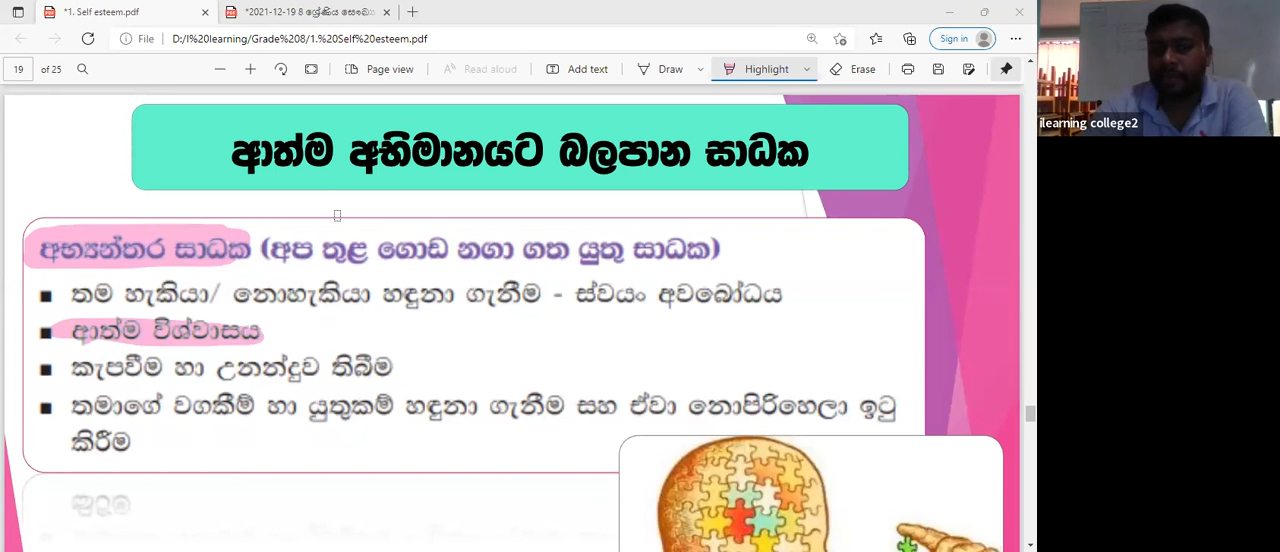 *1. Self esteem.pdf
*2021-12-19 8 ශ්‍රේණිය සෞඛ්‍ය
File D:/I%20learning/Grade%208/1.%20Self%20esteem.pdf
Sign in
19 of 25
Page view
Read aloud
Add text
Draw
Highlight
Erase
ilearning college2
ආත්ම අභිමානයට බලපාන සාධක
අභ්‍යන්තර සාධක (අප තුළ ගොඩ නගා ගත යුතු සාධක)
■ තම හැකියා/ නොහැකියා හඳුනා ගැනීම - ස්වයං අවබෝධය
■ ආත්ම විශ්වාසය
■ කැපවීම හා උනන්දුව තිබීම
■ තමාගේ වගකීම් හා යුතුකම් හඳුනා ගැනීම සහ ඒවා නොපිරිහෙලා ඉටු
කිරීම